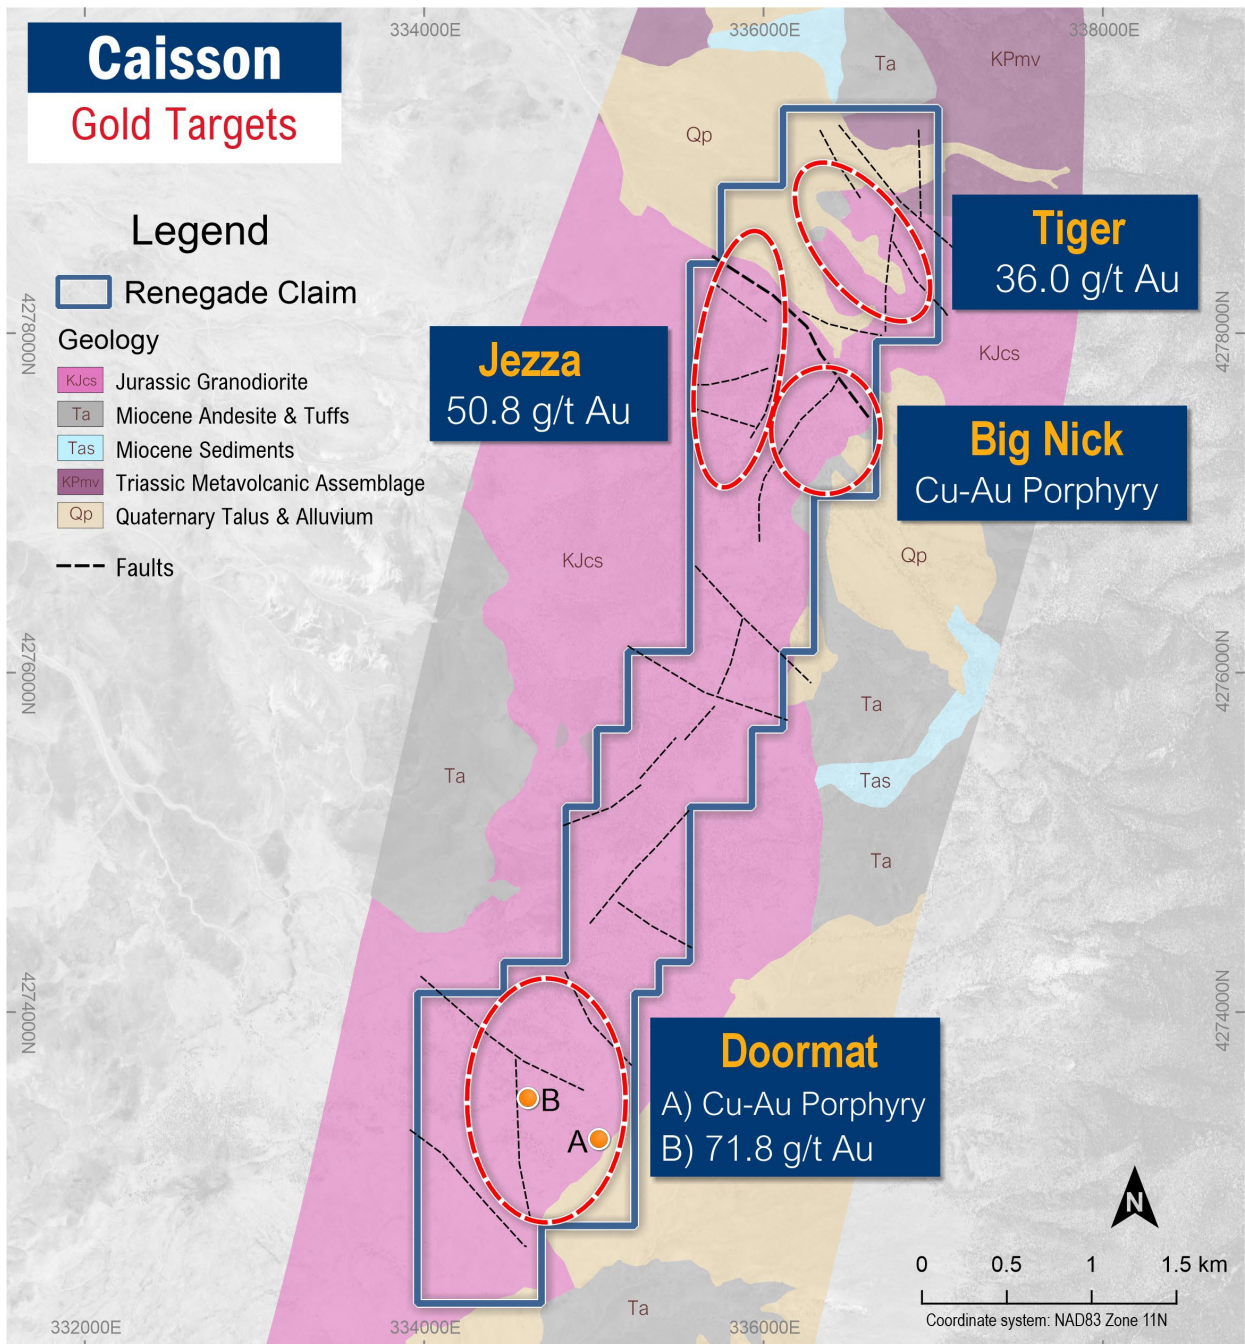 334000E
336000E
338000E
Caisson
Gold Targets
Ta
KPmv
Qp
Legend
Renegade Claim
Geology
KJcs Jurassic Granodiorite
Ta Miocene Andesite & Tuffs
Tas Miocene Sediments
KPmv Triassic Metavolcanic Assemblage
Qp Quaternary Talus & Alluvium
Faults
Tiger
36.0 g/t Au
4278000N
4278000N
Jezza
50.8 g/t Au
KJcs
Big Nick
Cu-Au Porphyry
KJcs
Qp
4276000N
4276000N
Ta
Ta
Tas
Ta
4274000N
4274000N
Doormat
A) Cu-Au Porphyry
B) 71.8 g/t Au
B
A
N
0 0.5 1 1.5 km
Coordinate system: NAD83 Zone 11N
Ta
332000E
334000E
336000E